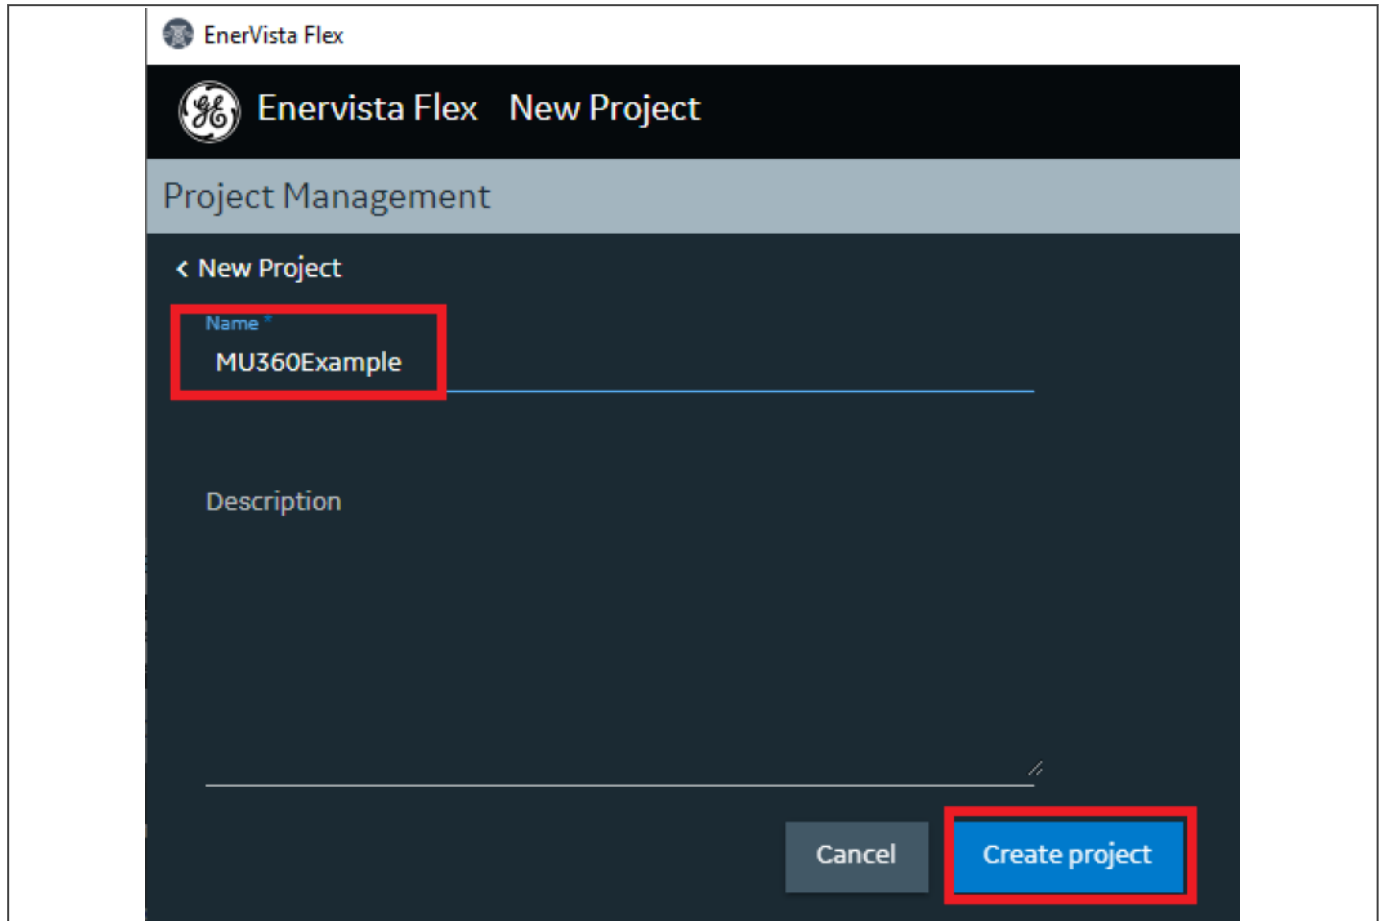 EnerVista Flex
Enervista Flex New Project
Project Management
< New Project
Name *
MU360Example
Description
Cancel Create project